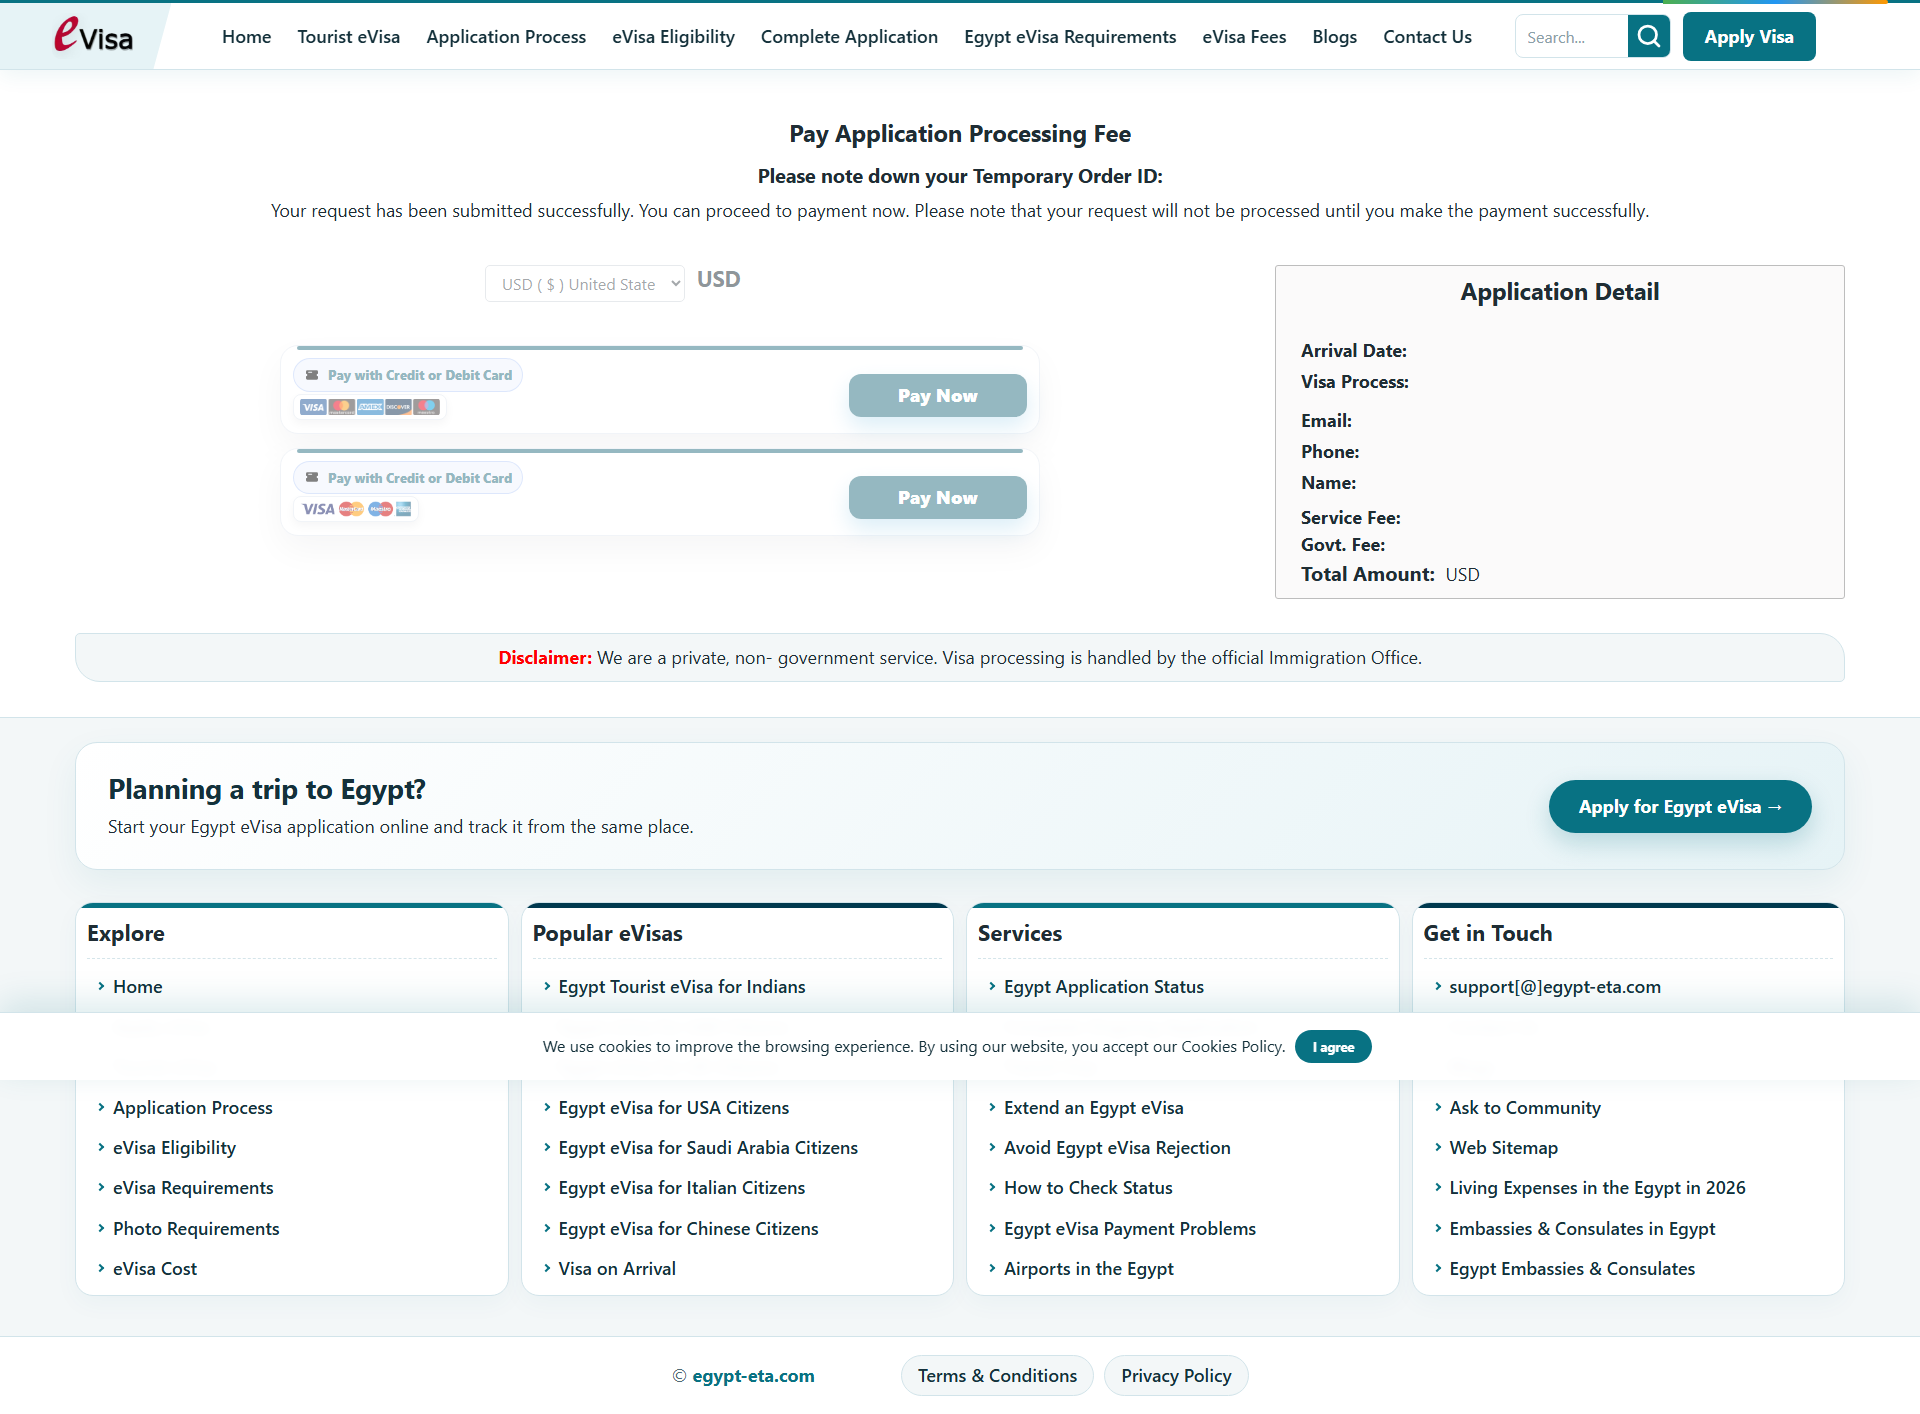 eVisa
Home
Tourist eVisa
Application Process
eVisa Eligibility
Complete Application
Egypt eVisa Requirements
eVisa Fees
Blogs
Contact Us
Search...
Apply Visa
Pay Application Processing Fee
Please note down your Temporary Order ID:
Your request has been submitted successfully. You can proceed to payment now. Please note that your request will not be processed until you make the payment successfully.
USD ( $ ) United State
USD
Pay with Credit or Debit Card
VISA
AMEX
DISCOVER
Pay Now
Pay with Credit or Debit Card
VISA
MasterCard
Maestro
Pay Now
Application Detail
Arrival Date:
Visa Process:
Email:
Phone:
Name:
Service Fee:
Govt. Fee:
Total Amount: USD
Disclaimer: We are a private, non- government service. Visa processing is handled by the official Immigration Office.
Planning a trip to Egypt?
Start your Egypt eVisa application online and track it from the same place.
Apply for Egypt eVisa →
Explore
Home
Application Process
eVisa Eligibility
eVisa Requirements
Photo Requirements
eVisa Cost
Popular eVisas
Egypt Tourist eVisa for Indians
Egypt eVisa for USA Citizens
Egypt eVisa for Saudi Arabia Citizens
Egypt eVisa for Italian Citizens
Egypt eVisa for Chinese Citizens
Visa on Arrival
Services
Egypt Application Status
Extend an Egypt eVisa
Avoid Egypt eVisa Rejection
How to Check Status
Egypt eVisa Payment Problems
Airports in the Egypt
Get in Touch
support[@]egypt-eta.com
Ask to Community
Web Sitemap
Living Expenses in the Egypt in 2026
Embassies & Consulates in Egypt
Egypt Embassies & Consulates
We use cookies to improve the browsing experience. By using our website, you accept our Cookies Policy.
I agree
© egypt-eta.com
Terms & Conditions
Privacy Policy